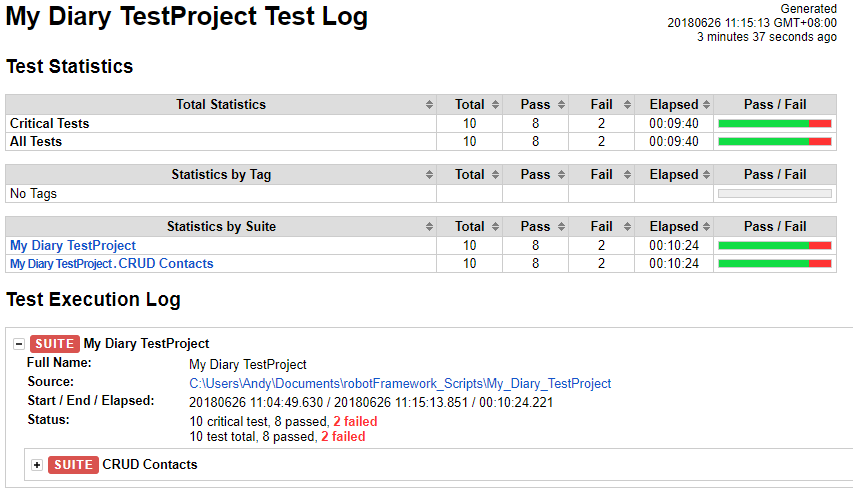 My Diary TestProject Test Log
Generated
20180626 11:15:13 GMT+08:00
3 minutes 37 seconds ago
Test Statistics
Total Statistics Total Pass Fail Elapsed Pass / Fail
Critical Tests 10 8 2 00:09:40
All Tests 10 8 2 00:09:40
Statistics by Tag Total Pass Fail Elapsed Pass / Fail
No Tags
Statistics by Suite Total Pass Fail Elapsed Pass / Fail
My Diary TestProject 10 8 2 00:10:24
My Diary TestProject . CRUD Contacts 10 8 2 00:10:24
Test Execution Log
SUITE My Diary TestProject
Full Name: My Diary TestProject
Source: C:\Users\Andy\Documents\robotFramework_Scripts\My_Diary_TestProject
Start / End / Elapsed: 20180626 11:04:49.630 / 20180626 11:15:13.851 / 00:10:24.221
Status: 10 critical test, 8 passed, 2 failed
10 test total, 8 passed, 2 failed
SUITE CRUD Contacts